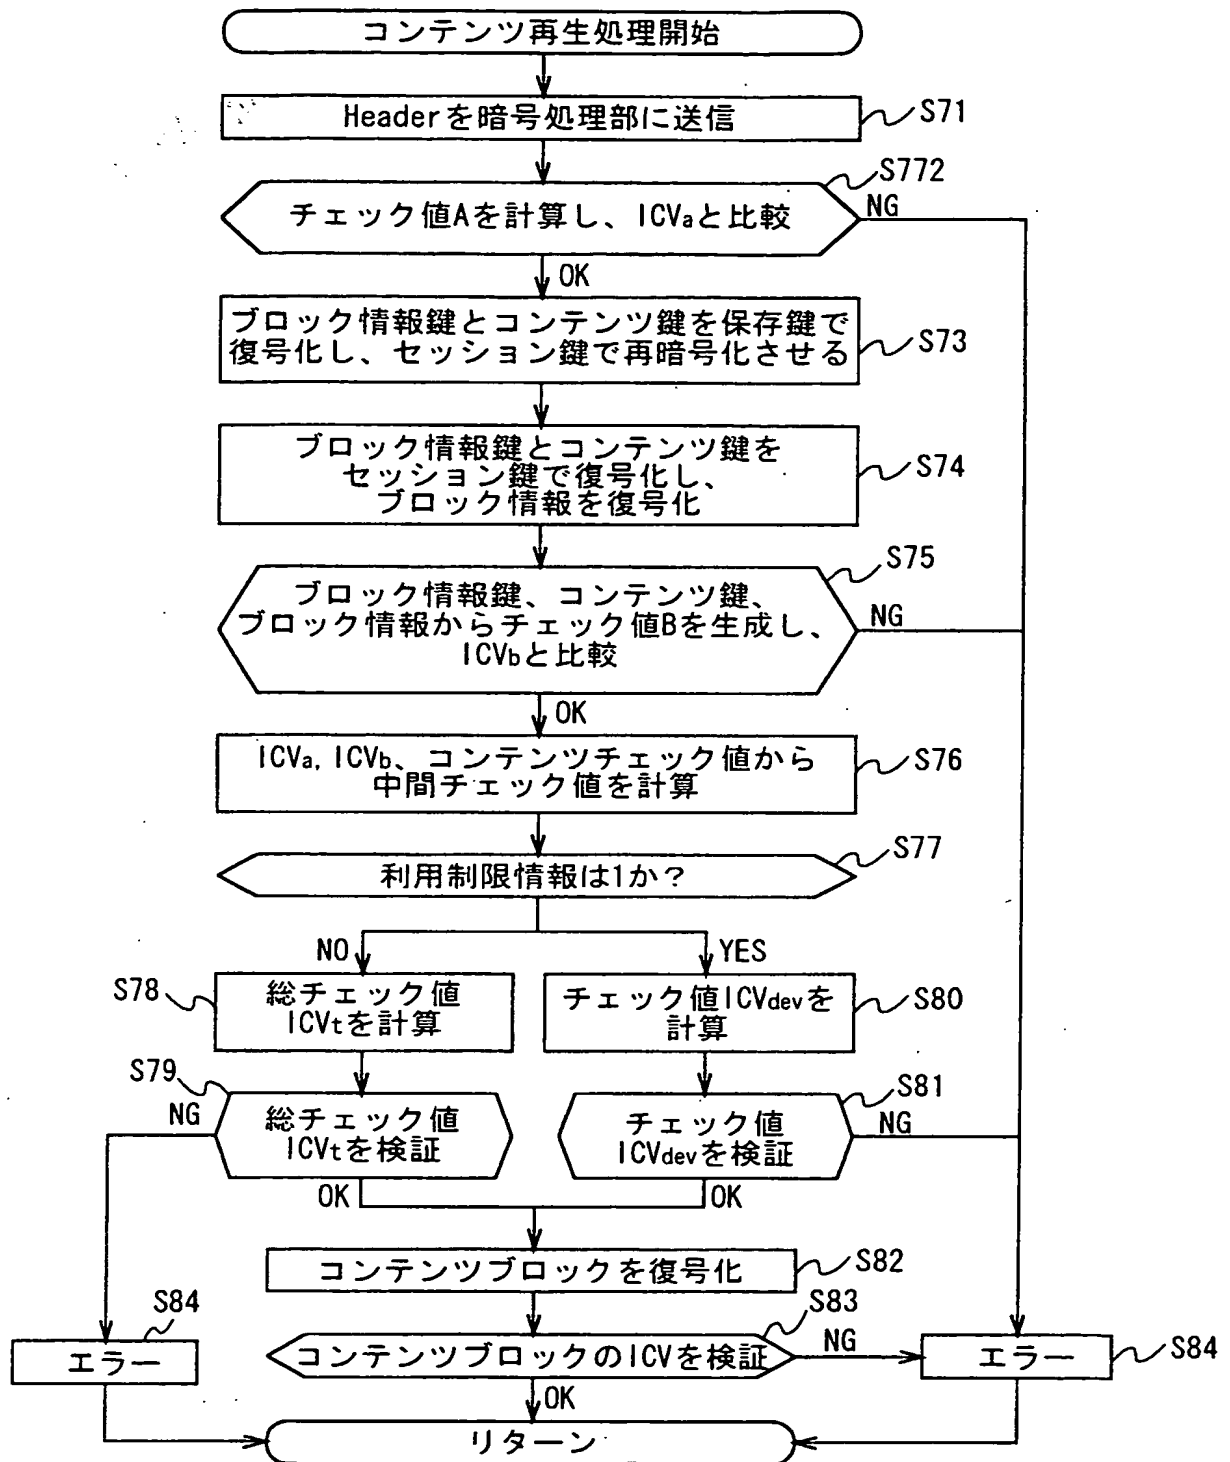 コンテンツ再生処理開始
Headerを暗号処理部に送信
S71
S772
チェック値Aを計算し、ICVaと比較
NG
OK
ブロック情報鍵とコンテンツ鍵を保存鍵で
復号化し、セッション鍵で再暗号化させる
S73
ブロック情報鍵とコンテンツ鍵を
セッション鍵で復号化し、
ブロック情報を復号化
S74
S75
ブロック情報鍵、コンテンツ鍵、
ブロック情報からチェック値Bを生成し、
ICVbと比較
NG
OK
ICVa, ICVb、コンテンツチェック値から
中間チェック値を計算
S76
S77
利用制限情報は1か？
NO
YES
S78
総チェック値
ICVtを計算
チェック値ICVdevを
計算
S80
S79
NG
総チェック値
ICVtを検証
S81
チェック値
ICVdevを検証
NG
OK
OK
コンテンツブロックを復号化
S82
S83
コンテンツブロックのICVを検証
NG
S84
エラー
エラー
S84
OK
リターン